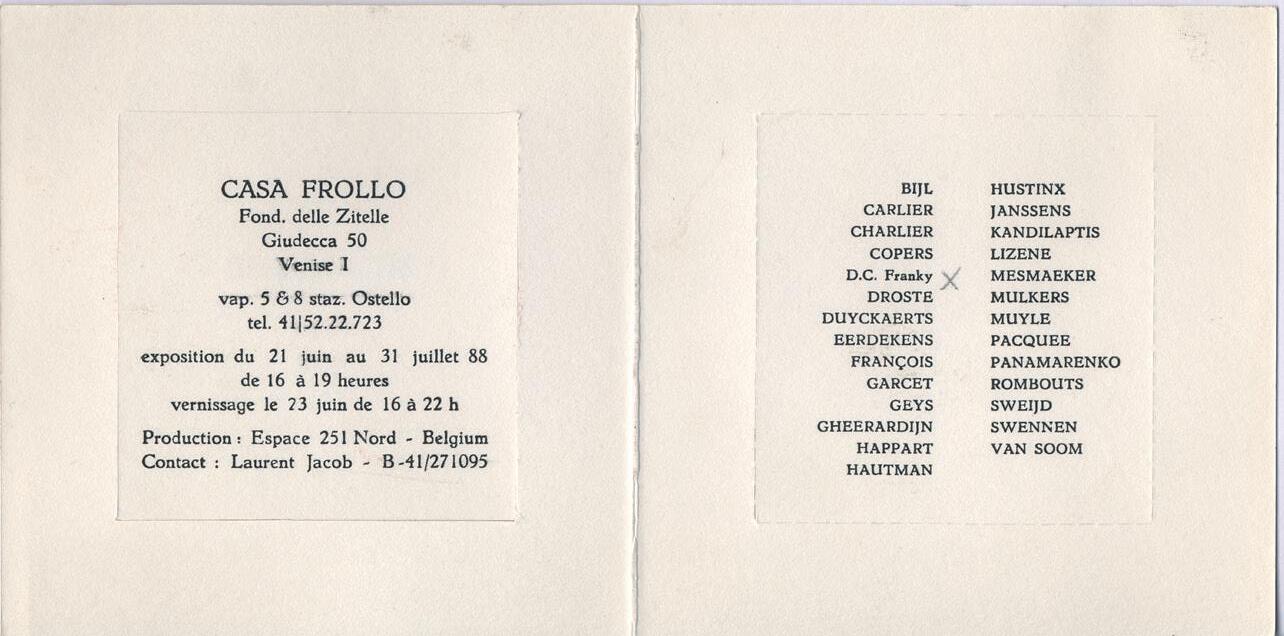 CASA FROLLO
Fond. delle Zitelle
Giudecca 50
Venise I
vap. 5 & 8 staz. Ostello
tel. 41|52.22.723
exposition du 21 juin au 31 juillet 88
de 16 à 19 heures
vernissage le 23 juin de 16 à 22 h
Production : Espace 251 Nord - Belgium
Contact : Laurent Jacob - B-41/271095
BIJL
CARLIER
CHARLIER
COPERS
D.C. Franky X
DROSTE
DUYCKAERTS
EERDEKENS
FRANÇOIS
GARCET
GEYS
GHEERARDIJN
HAPPART
HAUTMAN
HUSTINX
JANSSENS
KANDILAPTIS
LIZENE
MESMAEKER
MULKERS
MUYLE
PACQUEE
PANAMARENKO
ROMBOUTS
SWEIJD
SWENNEN
VAN SOOM